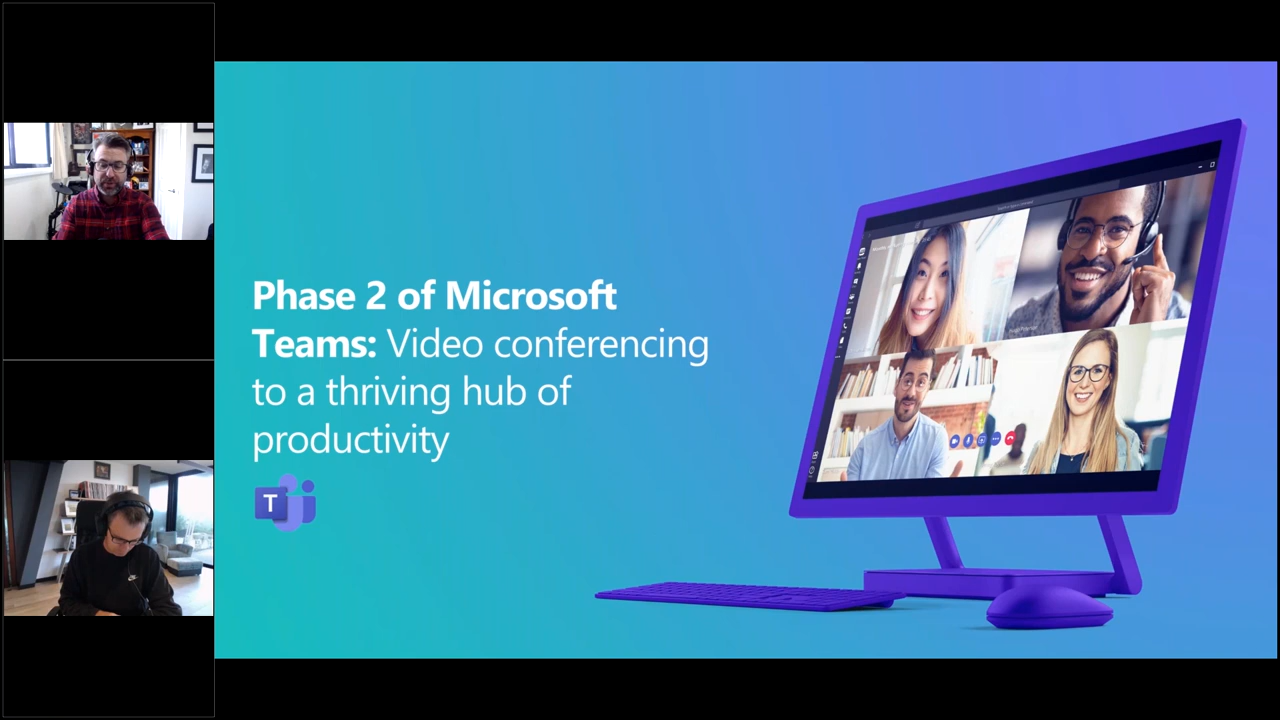 Phase 2 of Microsoft
Teams: Video conferencing
to a thriving hub of
productivity
T